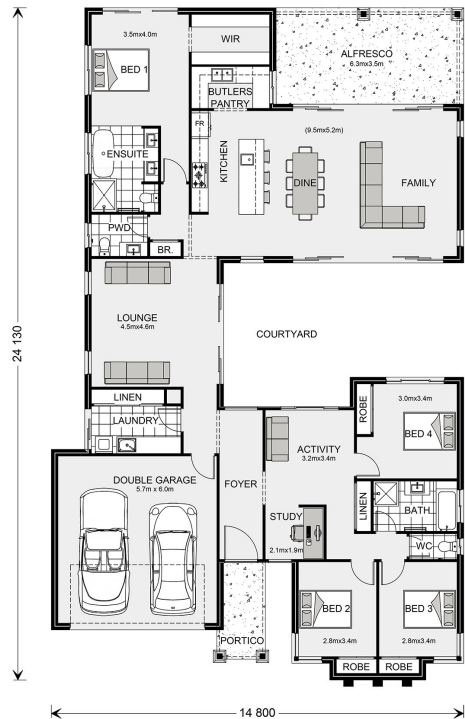 3.5mx4.0m
BED 1
WIR
ALFRESCO
6.3mx3.5m
BUTLERS
PANTRY
FR
KITCHEN
(9.5mx5.2m)
DINE
FAMILY
ENSUITE
PWD
BR.
LOUNGE
4.5mx4.6m
COURTYARD
24 130
LINEN
LAUNDRY
ROBE
3.0mx3.4m
BED 4
ACTIVITY
3.2mx3.4m
DOUBLE GARAGE
5.7m x 6.0m
FOYER
LINEN
BATH
STUDY
2.1mx1.9m
WC
BED 2
BED 3
2.8mx3.4m
2.8mx3.4m
PORTICO
ROBE
ROBE
14 800